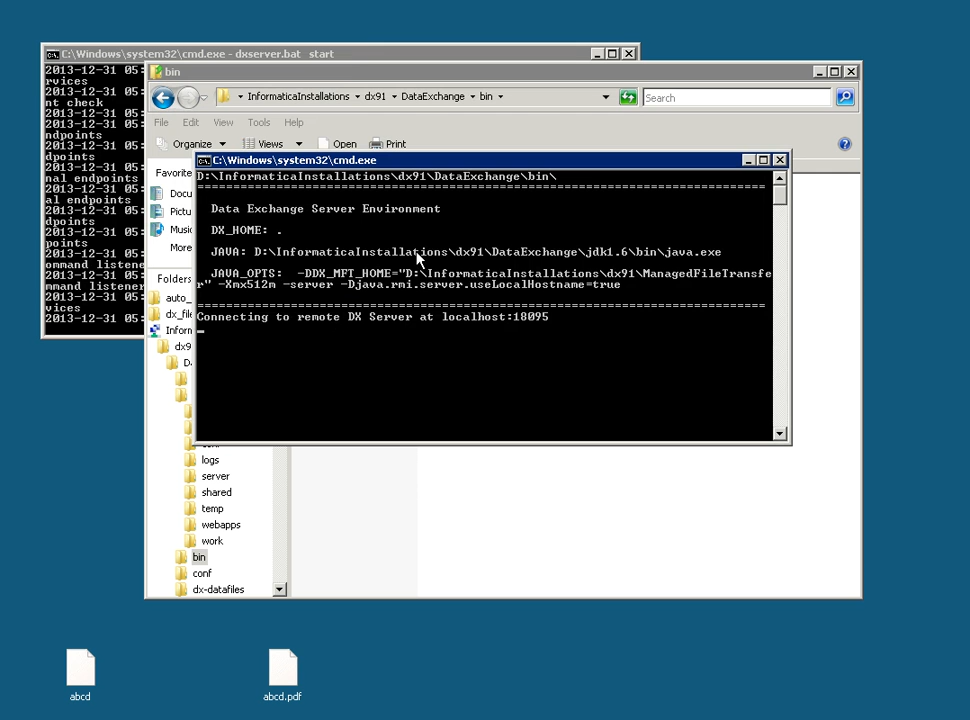 C:\Windows\system32\cmd.exe - dxserver.bat start
2013-12-31 05:
rvices
2013-12-31 05:
nt check
2013-12-31 05:
2013-12-31 05:
ndpoints
2013-12-31 05:
dpoints
2013-12-31 05:
nal endpoints
2013-12-31 05:
al endpoints
2013-12-31 05:
dpoints
2013-12-31 05:
points
2013-12-31 05:
ommand listene
2013-12-31 05:
mmand listener
2013-12-31 05:
vices
2013-12-31 05:
bin
InformaticaInstallations
dx91
DataExchange
bin
Search
File Edit View Tools Help
Organize Views Open Print
Favorite
Docu
Pictu
Music
More
Folders
auto_
dx_file
Inform
dx9
D
logs
server
shared
temp
webapps
work
bin
conf
dx-datafiles
C:\Windows\system32\cmd.exe
D:\InformaticaInstallations\dx91\DataExchange\bin\
Data Exchange Server Environment
DX_HOME: .
JAVA: D:\InformaticaInstallations\dx91\DataExchange\jdk1.6\bin\java.exe
JAVA_OPTS: -DDX_MFT_HOME="D:\InformaticaInstallations\dx91\ManagedFileTransfe
r" -Xmx512m -server -Djava.rmi.server.useLocalHostname=true
Connecting to remote DX Server at localhost:18095
abcd
abcd.pdf